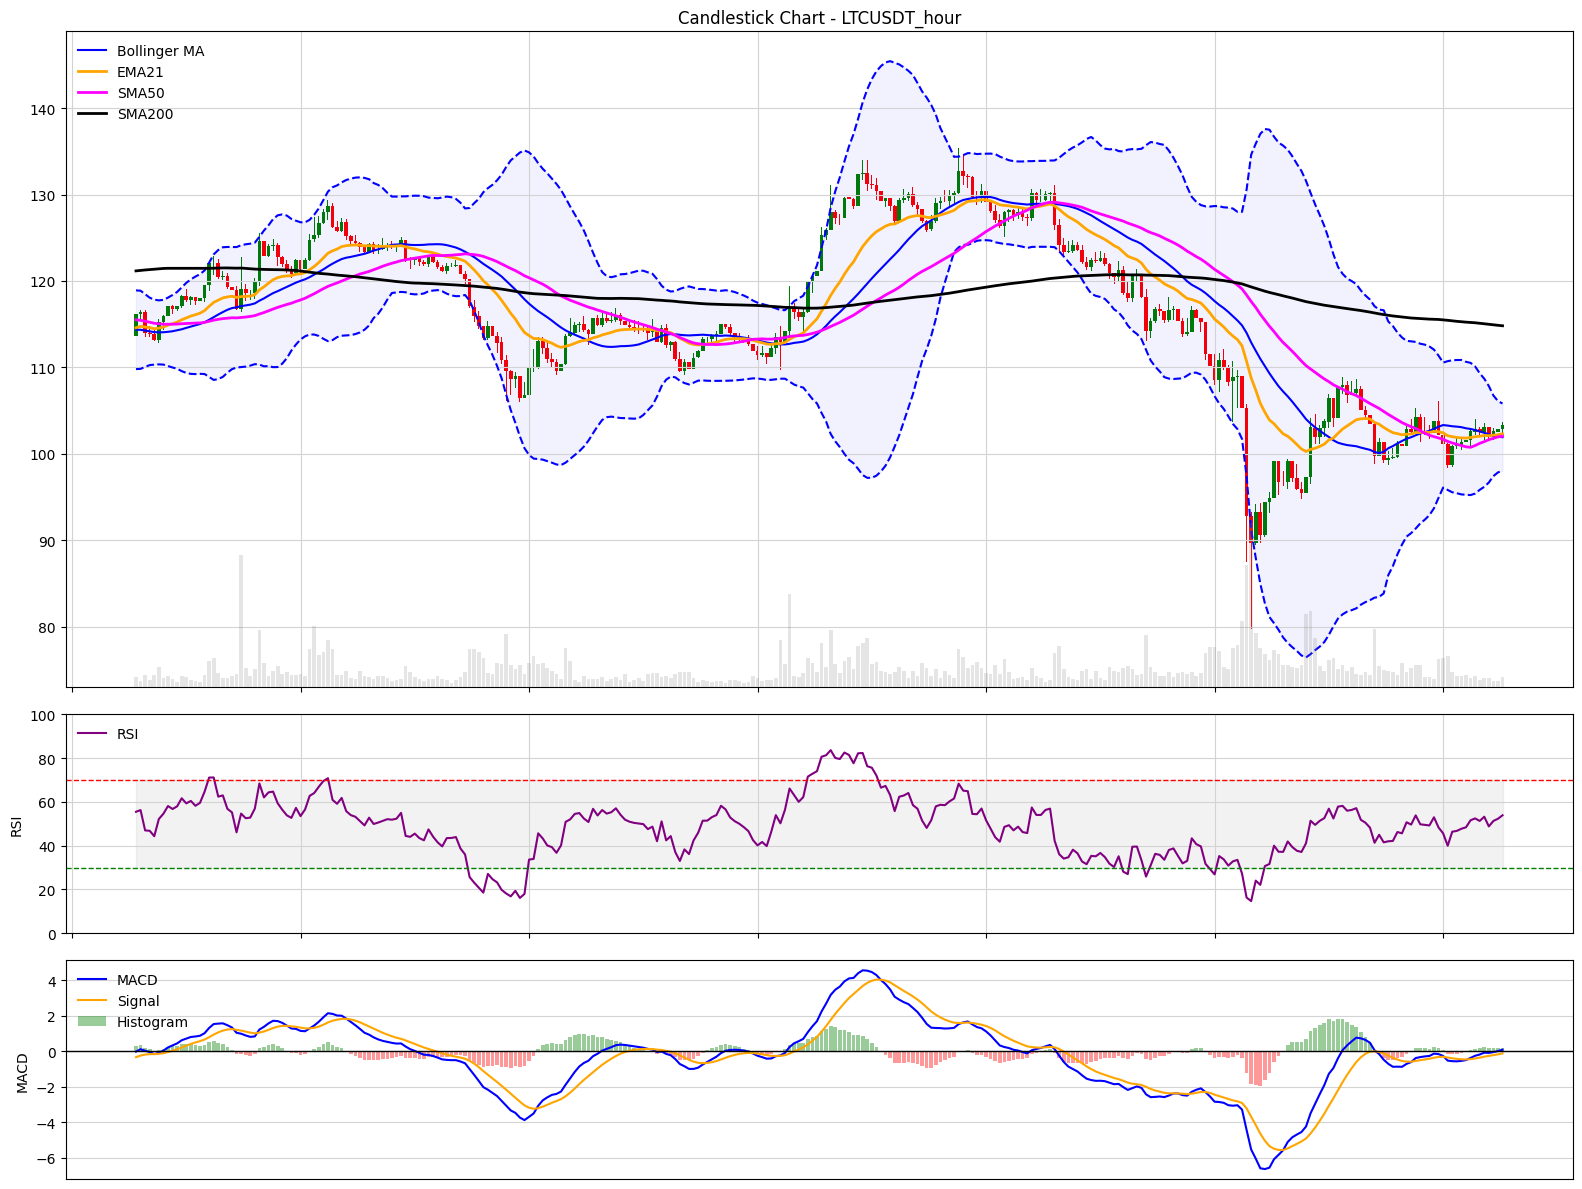 Candlestick Chart - LTCUSDT_hour
Bollinger MA
EMA21
SMA50
SMA200
140
130
120
110
100
90
80
100
80
60
40
20
0
RSI
RSI
4
2
0
−2
−4
−6
MACD
MACD
Signal
Histogram